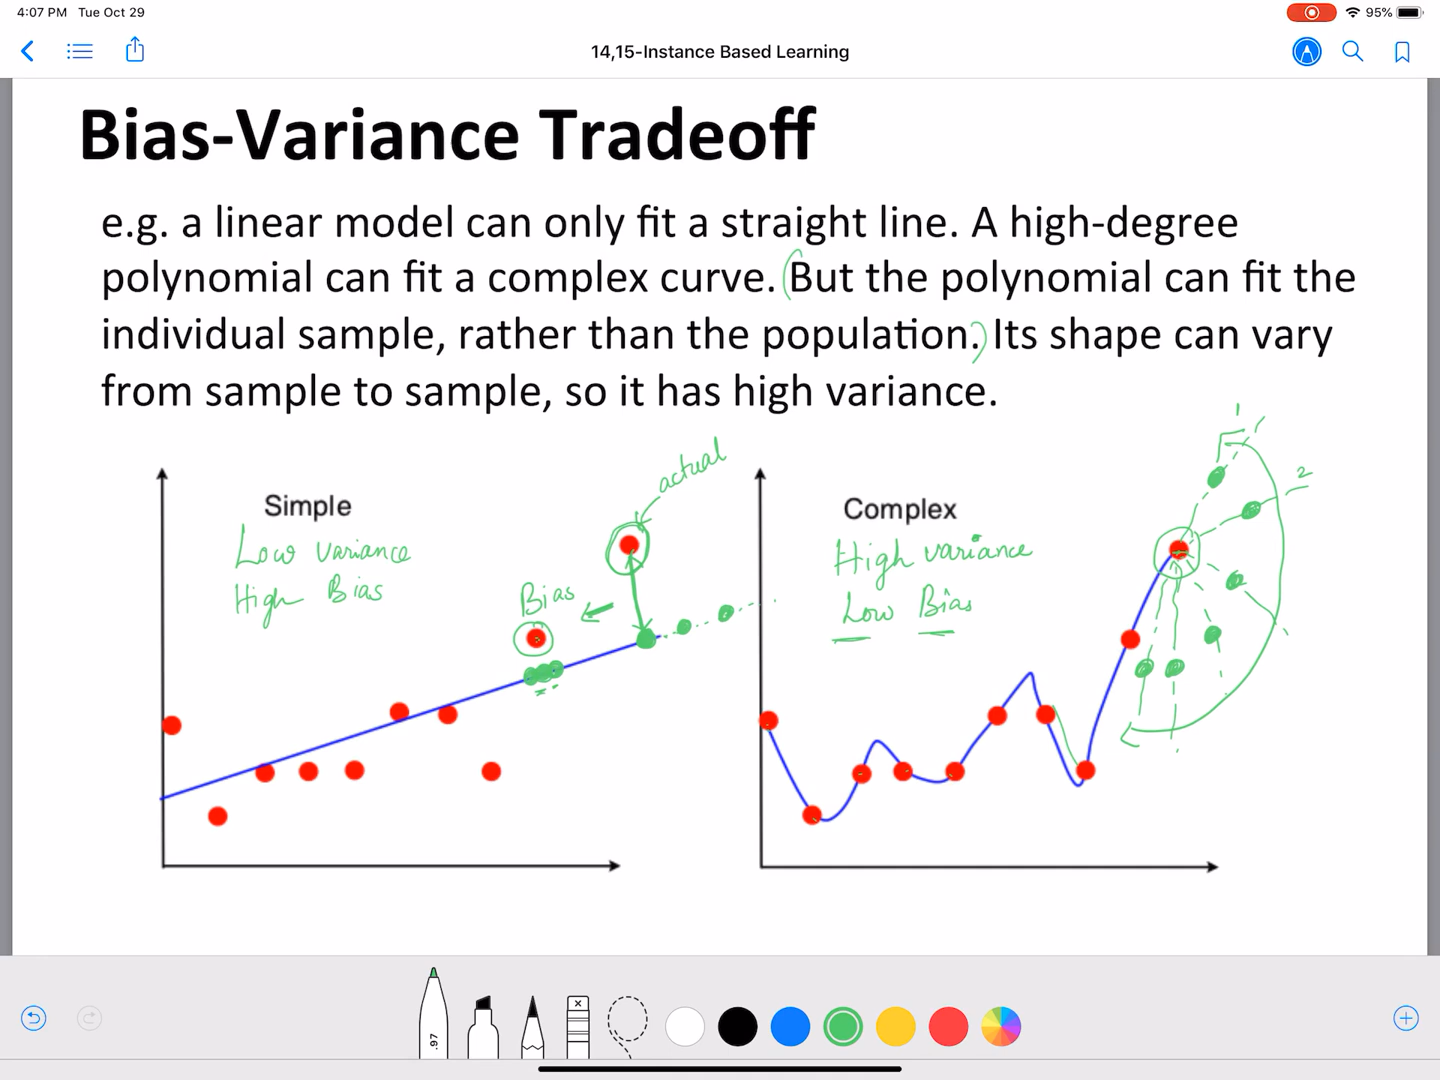 4:07 PM Tue Oct 29
95%
14,15-Instance Based Learning
Bias-Variance Tradeoff
e.g. a linear model can only fit a straight line. A high-degree
polynomial can fit a complex curve. (But the polynomial can fit the
individual sample, rather than the population.) Its shape can vary
from sample to sample, so it has high variance.
actual
Simple
Low variance
High Bias
Bias
Complex
High variance
Low Bias
1
2
.97